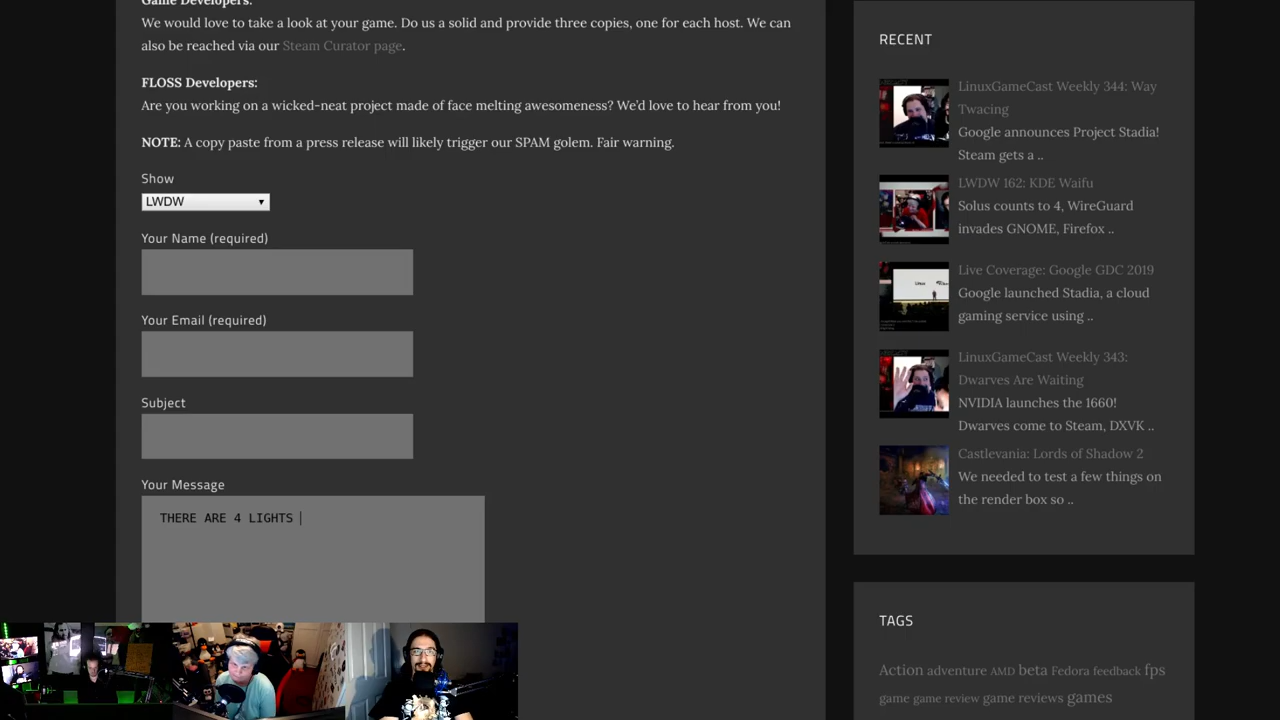 Game Developers:
We would love to take a look at your game. Do us a solid and provide three copies, one for each host. We can
also be reached via our Steam Curator page.
FLOSS Developers:
Are you working on a wicked-neat project made of face melting awesomeness? We'd love to hear from you!
NOTE: A copy paste from a press release will likely trigger our SPAM golem. Fair warning.
Show
LWDW
Your Name (required)
Your Email (required)
Subject
Your Message
THERE ARE 4 LIGHTS
RECENT
LinuxGameCast Weekly 344: Way
Twacing
Google announces Project Stadia!
Steam gets a ..
LWDW 162: KDE Waifu
Solus counts to 4, WireGuard
invades GNOME, Firefox ..
Live Coverage: Google GDC 2019
Google launched Stadia, a cloud
gaming service using ..
LinuxGameCast Weekly 343:
Dwarves Are Waiting
NVIDIA launches the 1660!
Dwarves come to Steam, DXVK ..
Castlevania: Lords of Shadow 2
We needed to test a few things on
the render box so ..
TAGS
Action adventure AMD beta Fedora feedback fps
game game review game reviews games